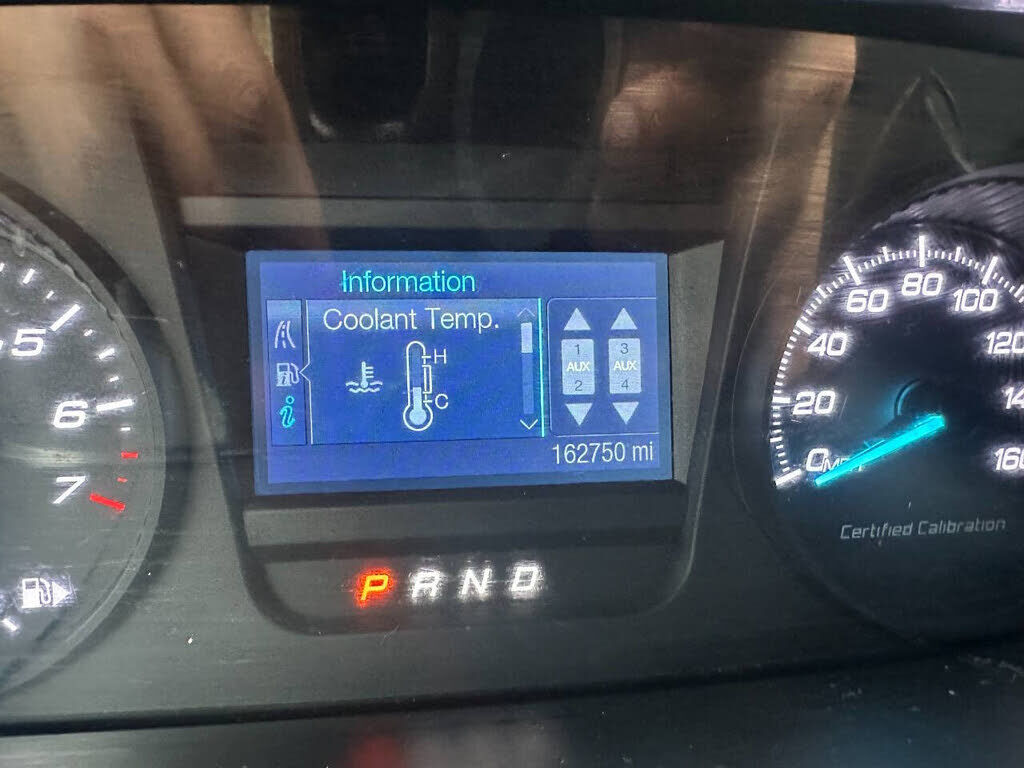 Information
Coolant Temp.
H
C
1
AUX
2
3
AUX
4
162750 mi
P R N D
5
6
7
0 MPH
20
40
60
80
100
120
160
Certified Calibration